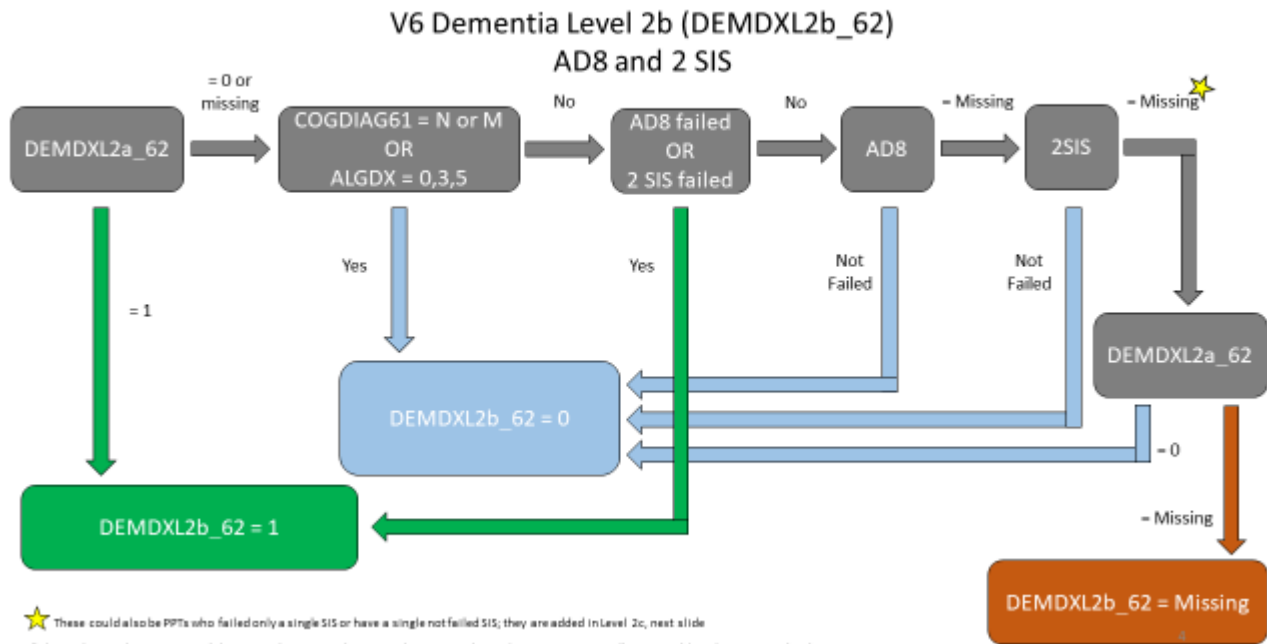 V6 Dementia Level 2b (DEMDXL2b_62)
AD8 and 2 SIS
= 0 or
missing
No
No
= Missing
= Missing
DEMDXL2a_62
COGDIAG61 = N or M
OR
ALGDX = 0,3,5
AD8 failed
OR
2 SIS failed
AD8
2SIS
= 1
Yes
Yes
Not
Failed
Not
Failed
DEMDXL2a_62
DEMDXL2b_62 = 0
= 0
DEMDXL2b_62 = 1
= Missing
DEMDXL2b_62 = Missing
4
These could also be PPTs who failed only a single SIS or have a single not failed SIS; they are added in Level 2c, next slide